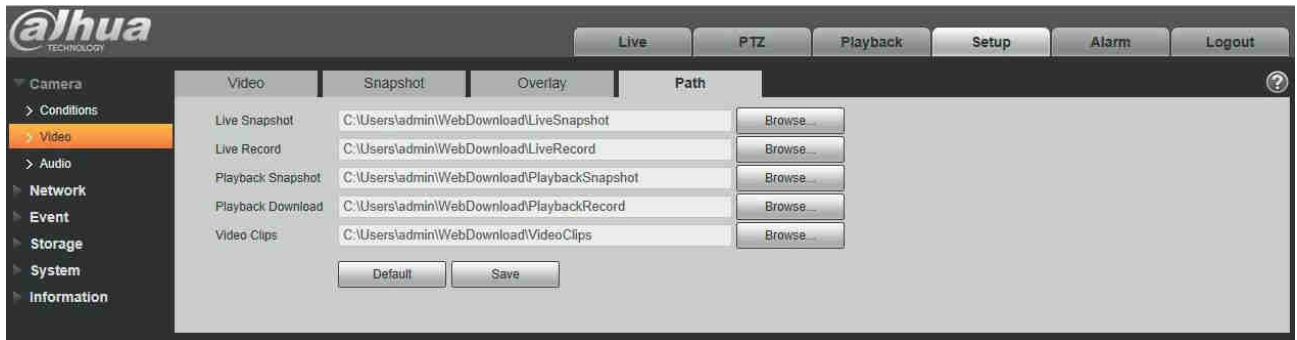 alhua
TECHNOLOGY
Live PTZ Playback Setup Alarm Logout
Camera
Conditions
Video
Audio
Network
Event
Storage
System
Information
Video Snapshot Overlay Path
?
Live Snapshot C:\Users\admin\WebDownload\LiveSnapshot Browse...
Live Record C:\Users\admin\WebDownload\LiveRecord Browse...
Playback Snapshot C:\Users\admin\WebDownload\PlaybackSnapshot Browse...
Playback Download C:\Users\admin\WebDownload\PlaybackRecord Browse...
Video Clips C:\Users\admin\WebDownload\VideoClips Browse...
Default Save